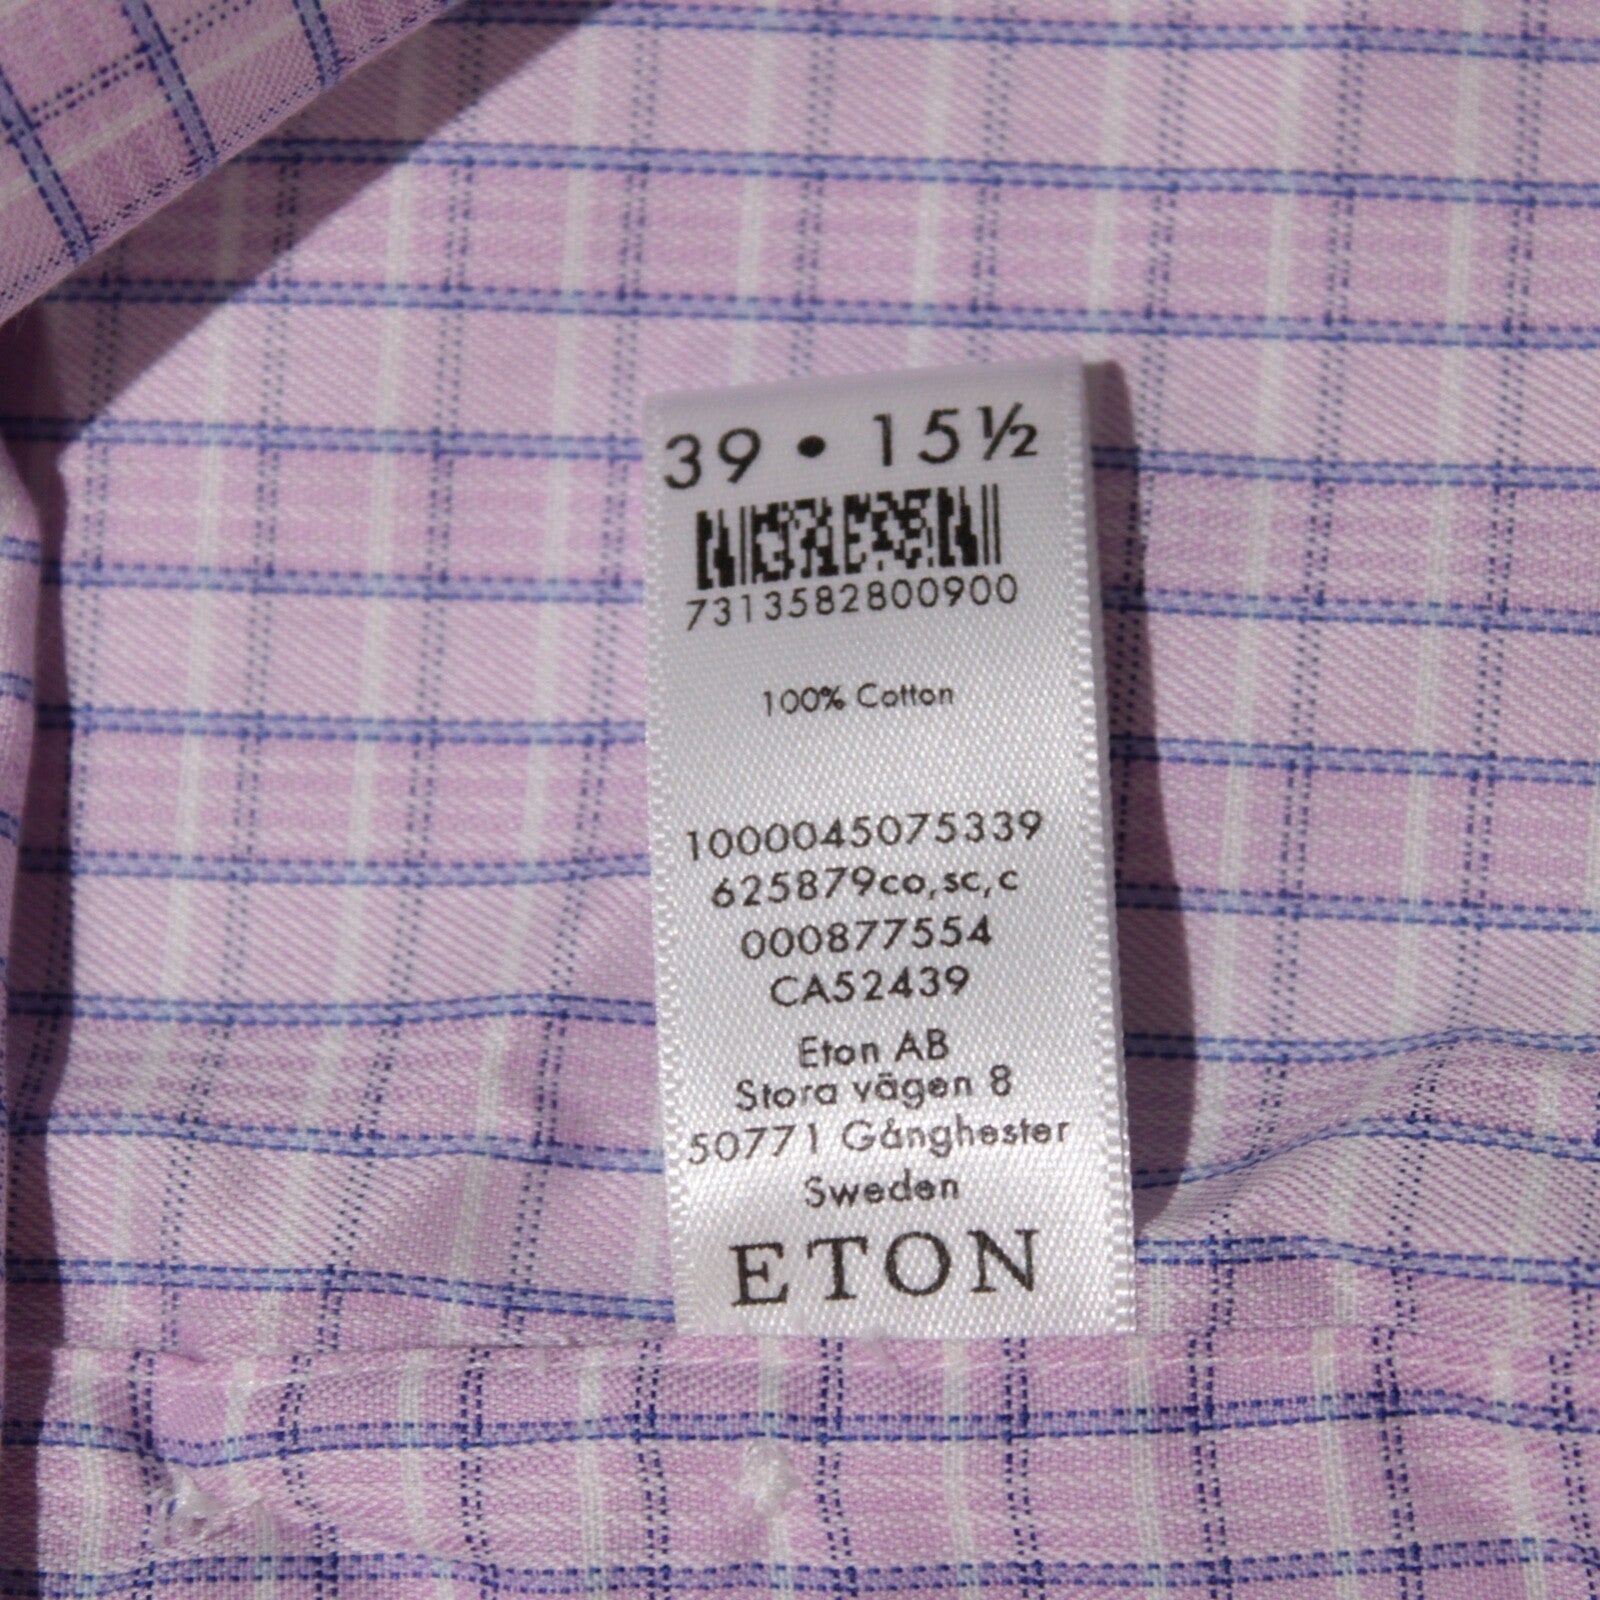 39 • 15½
7313582800900
100% Cotton
1000045075339
625879co,sc,c
000877554
CA52439
Eton AB
Stora vägen 8
50771 Gånghester
Sweden
ETON